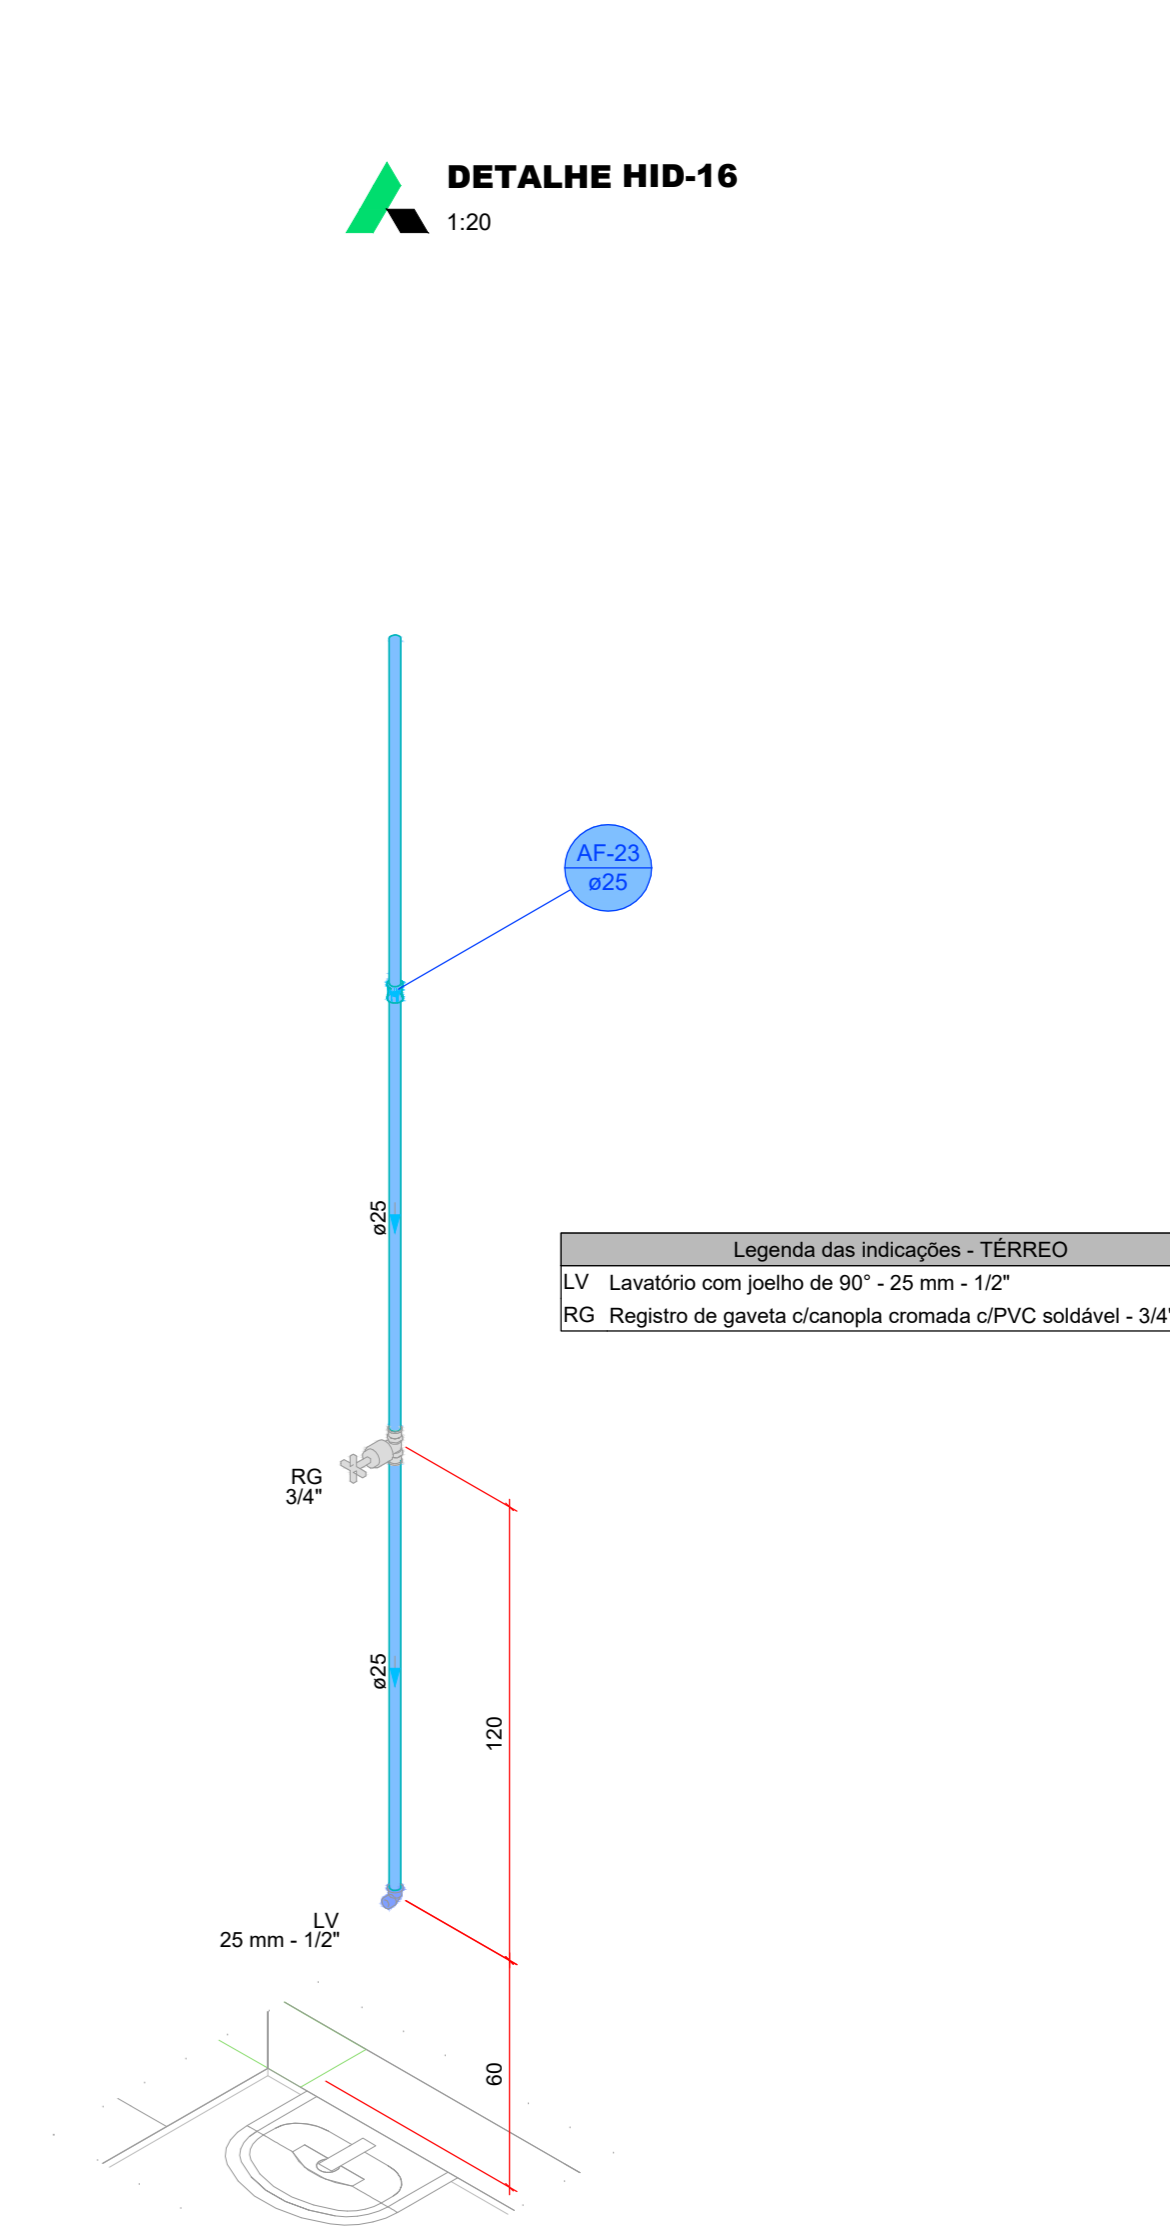 DETALHE HID-16
1:20
AF-23
ø25
ø25
Legenda das indicações - TÉRREO
LV Lavatório com joelho de 90° - 25 mm - 1/2"
RG Registro de gaveta c/canopla cromada c/PVC soldável - 3/4"
RG
3/4"
ø25
120
LV
25 mm - 1/2"
60